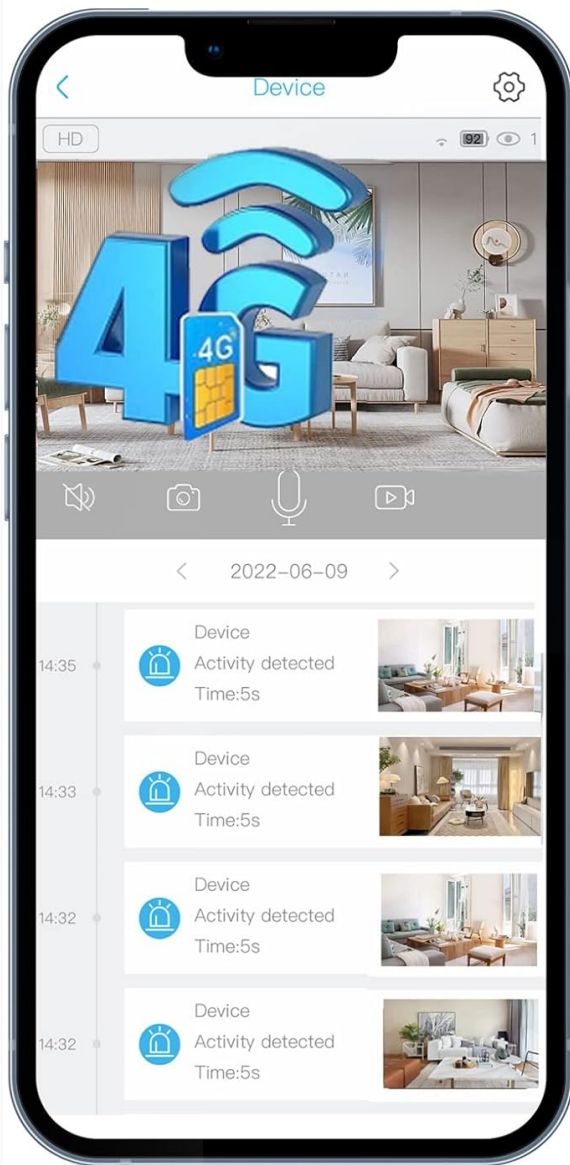 Device
HD
92
1
4G
4G
2022-06-09
14:35
Device
Activity detected
Time:5s
14:33
Device
Activity detected
Time:5s
14:32
Device
Activity detected
Time:5s
14:32
Device
Activity detected
Time:5s